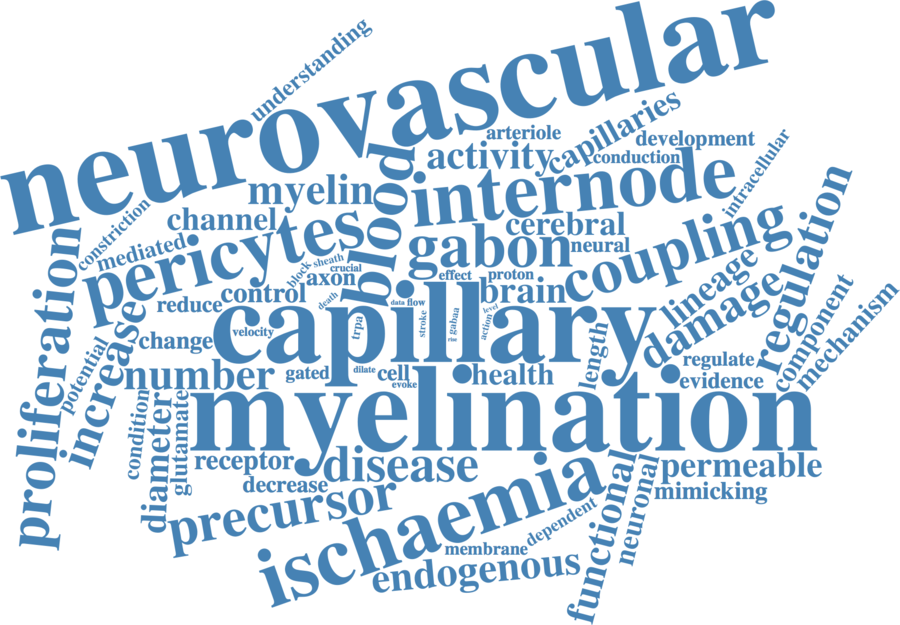 understanding
neurovascular
arteriole
capillaries
development
activity
conduction
intracellular
myelin
blood
internode
constriction
channel
cerebral
regulation
mediated
pericytes
gabon
neural
coupling
proliferation
block
sheath
crucial
axon
effect
proton
lineage
reduce
control
death
data
flow
brain
damage
component
mechanism
increase
change
velocity
capillary
trpa
stroke
gabaa
rise
action
level
length
regulate
potential
number
gated
dilate
cell
evoke
health
evidence
condition
diameter
glutamate
myelination
receptor
disease
permeable
decrease
mimicking
precursor
ischaemia
functional
neuronal
dependent
membrane
endogenous